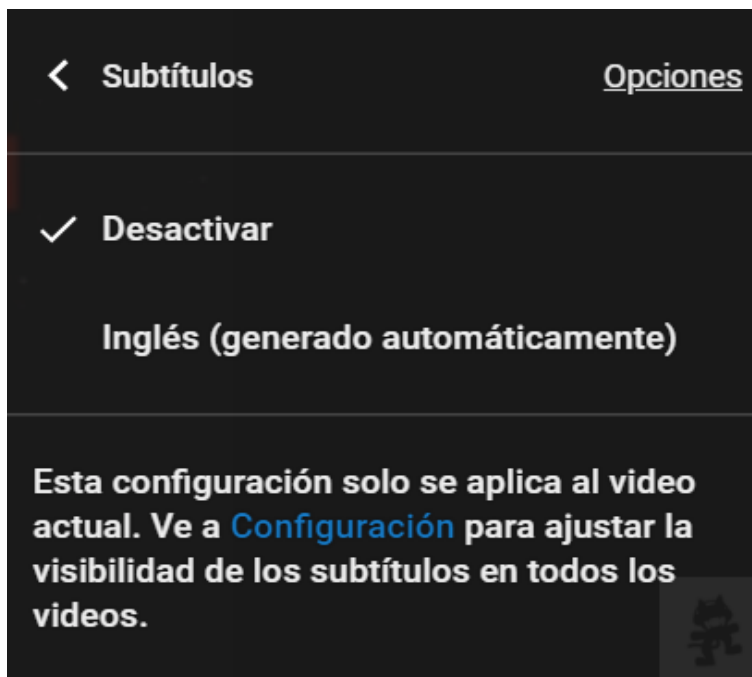 Subtítulos Opciones
Desactivar
Inglés (generado automáticamente)
Esta configuración solo se aplica al video
actual. Ve a Configuración para ajustar la
visibilidad de los subtítulos en todos los
videos.